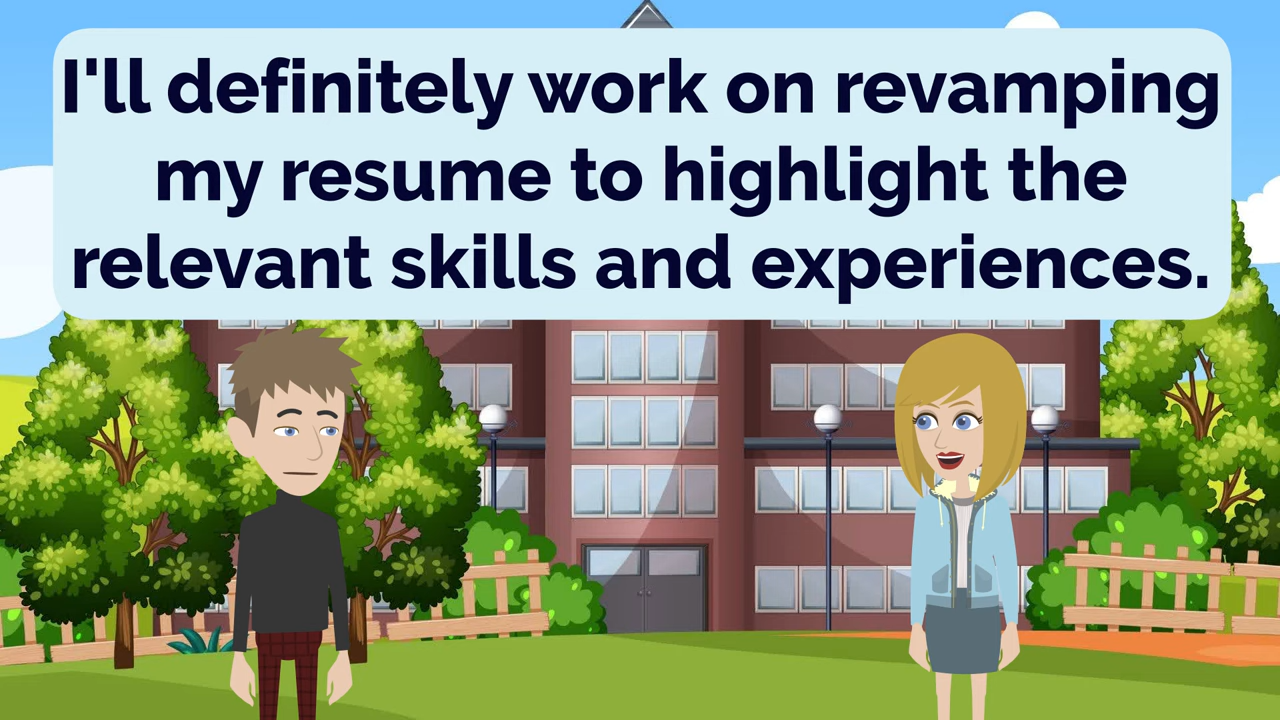 I'll definitely work on revamping
my resume to highlight the
relevant skills and experiences.